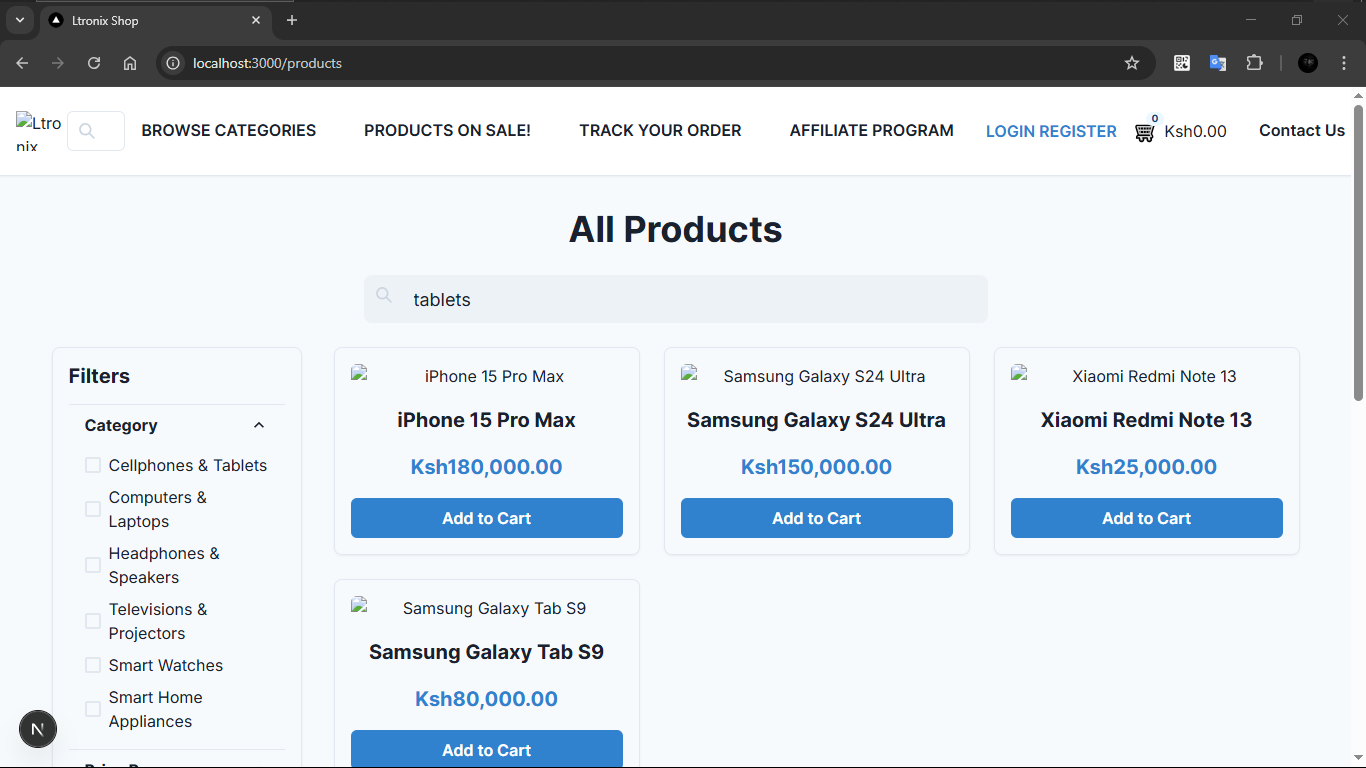 Ltronix Shop
localhost:3000/products
Ltro
nix
BROWSE CATEGORIES
PRODUCTS ON SALE!
TRACK YOUR ORDER
AFFILIATE PROGRAM
LOGIN REGISTER
0
Ksh0.00
Contact Us
All Products
tablets
Filters
Category
Cellphones & Tablets
Computers &
Laptops
Headphones &
Speakers
Televisions &
Projectors
Smart Watches
Smart Home
Appliances
N
iPhone 15 Pro Max
iPhone 15 Pro Max
Ksh180,000.00
Add to Cart
Samsung Galaxy S24 Ultra
Samsung Galaxy S24 Ultra
Ksh150,000.00
Add to Cart
Xiaomi Redmi Note 13
Xiaomi Redmi Note 13
Ksh25,000.00
Add to Cart
Samsung Galaxy Tab S9
Samsung Galaxy Tab S9
Ksh80,000.00
Add to Cart